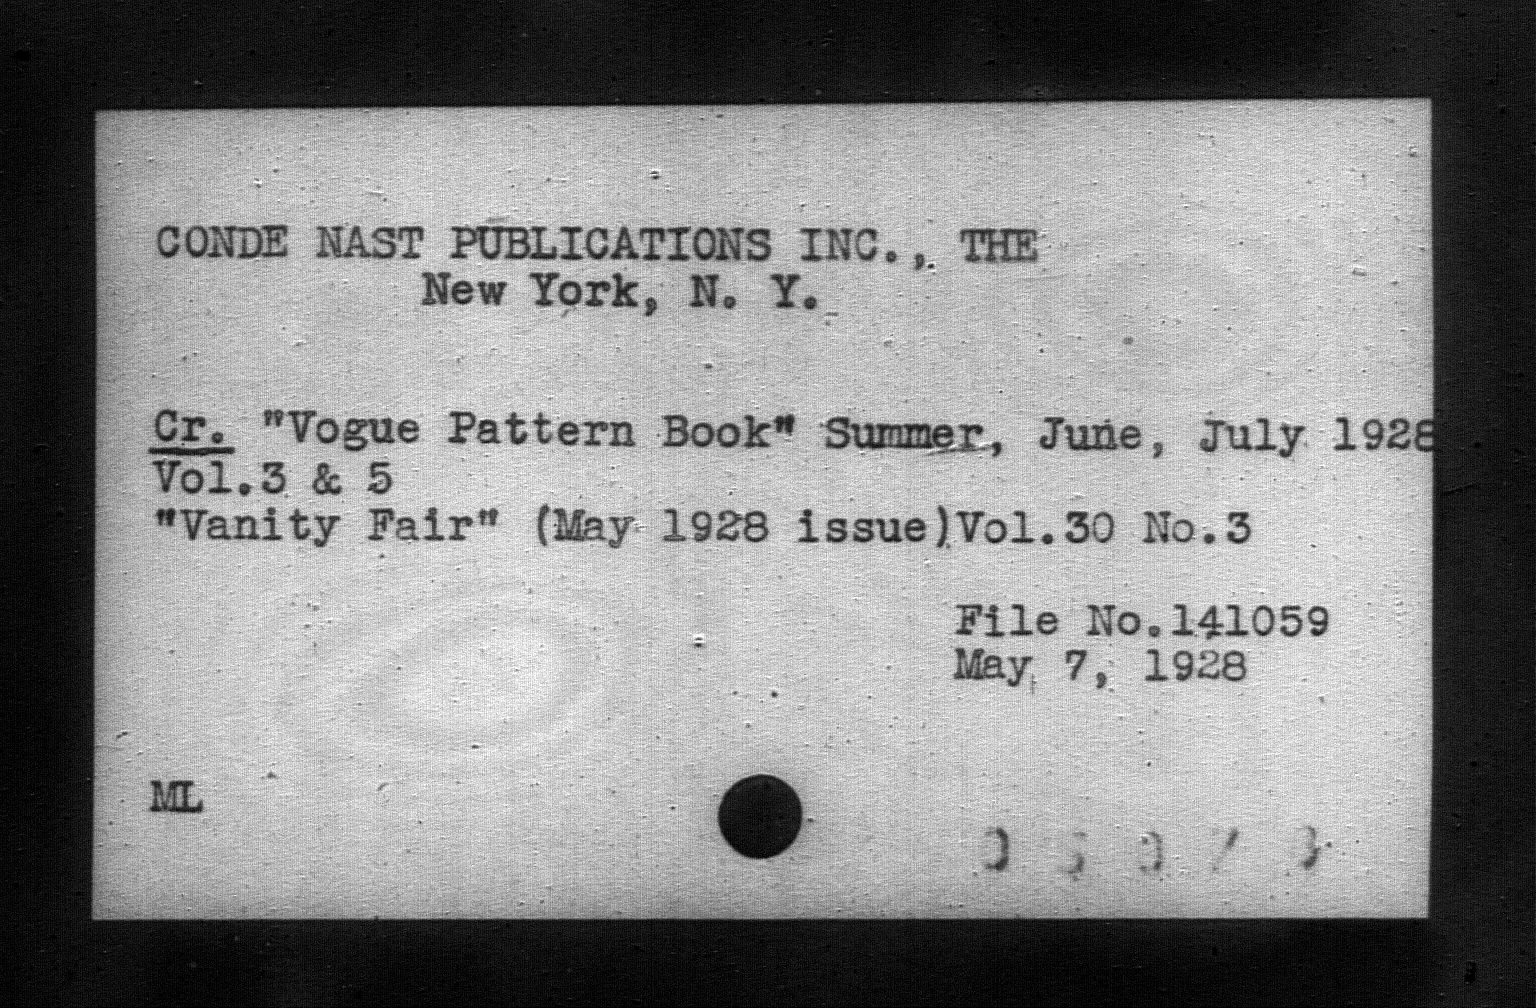 CONDE NAST PUBLICATIONS INC., THE
New York, N. Y.
Cr. "Vogue Pattern Book" Summer, June, July 1928
Vol.3 & 5
"Vanity Fair" (May 1928 issue)Vol.30 No.3
File No.141059
May 7, 1928
ML